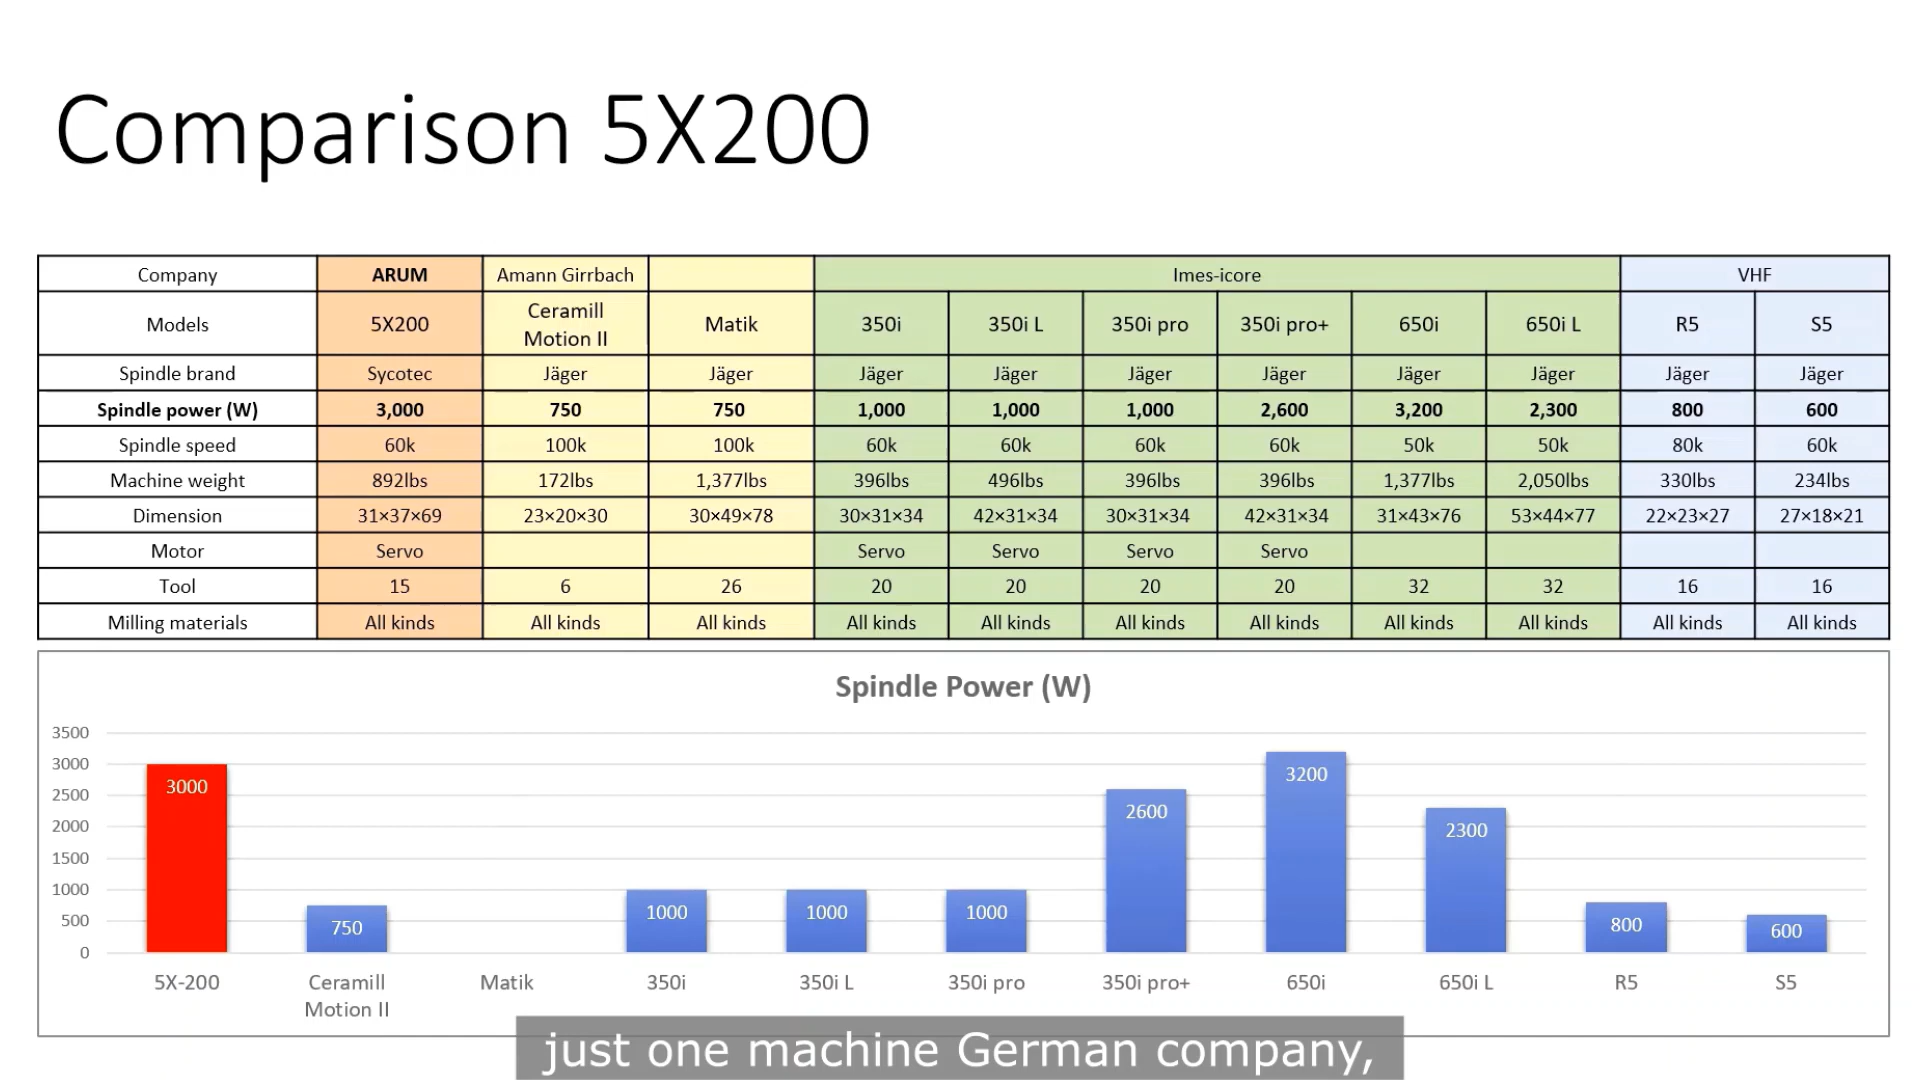 Comparison 5X200
Company ARUM Amann Girrbach Imes-icore VHF
Models 5X200 Ceramill Motion II Matik 350i 350i L 350i pro 350i pro+ 650i 650i L R5 S5
Spindle brand Sycotec Jäger Jäger Jäger Jäger Jäger Jäger Jäger Jäger Jäger Jäger
Spindle power (W) 3,000 750 750 1,000 1,000 1,000 2,600 3,200 2,300 800 600
Spindle speed 60k 100k 100k 60k 60k 60k 60k 50k 50k 80k 60k
Machine weight 892lbs 172lbs 1,377lbs 396lbs 496lbs 396lbs 396lbs 1,377lbs 2,050lbs 330lbs 234lbs
Dimension 31×37×69 23×20×30 30×49×78 30×31×34 42×31×34 30×31×34 42×31×34 31×43×76 53×44×77 22×23×27 27×18×21
Motor Servo Servo Servo Servo Servo
Tool 15 6 26 20 20 20 20 32 32 16 16
Milling materials All kinds All kinds All kinds All kinds All kinds All kinds All kinds All kinds All kinds All kinds All kinds
Spindle Power (W)
3500
3000
2500
2000
1500
1000
500
0
3000 750 1000 1000 1000 2600 3200 2300 800 600
5X-200 Ceramill Matik 350i 350i L 350i pro 350i pro+ 650i 650i L R5 S5
Motion II
just one machine German company,